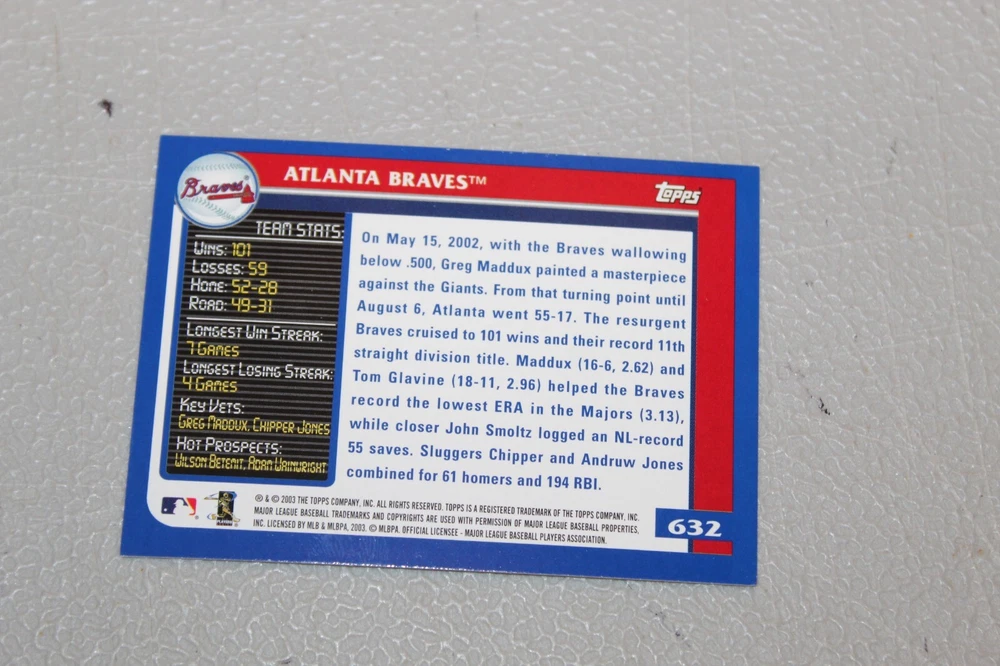 Braves
ATLANTA BRAVES™
Topps
TEAM STATS:
WINS: 101
LOSSES: 59
HOME: 52-28
ROAD: 49-31
LONGEST WIN STREAK:
7 GAMES
LONGEST LOSING STREAK:
4 GAMES
KEY VETS:
GREG MADDUX, CHIPPER JONES
HOT PROSPECTS:
WILSON BETEMIT, ADAM WAINWRIGHT
On May 15, 2002, with the Braves wallowing
below .500, Greg Maddux painted a masterpiece
against the Giants. From that turning point until
August 6, Atlanta went 55-17. The resurgent
Braves cruised to 101 wins and their record 11th
straight division title. Maddux (16-6, 2.62) and
Tom Glavine (18-11, 2.96) helped the Braves
record the lowest ERA in the Majors (3.13),
while closer John Smoltz logged an NL-record
55 saves. Sluggers Chipper and Andruw Jones
combined for 61 homers and 194 RBI.
® & © 2003 THE TOPPS COMPANY, INC. ALL RIGHTS RESERVED. TOPPS IS A REGISTERED TRADEMARK OF THE TOPPS COMPANY, INC.
MAJOR LEAGUE BASEBALL TRADEMARKS AND COPYRIGHTS ARE USED WITH PERMISSION OF MAJOR LEAGUE BASEBALL PROPERTIES,
INC. LICENSED BY MLB & MLBPA, 2003. © MLBPA. OFFICIAL LICENSEE - MAJOR LEAGUE BASEBALL PLAYERS ASSOCIATION.
632